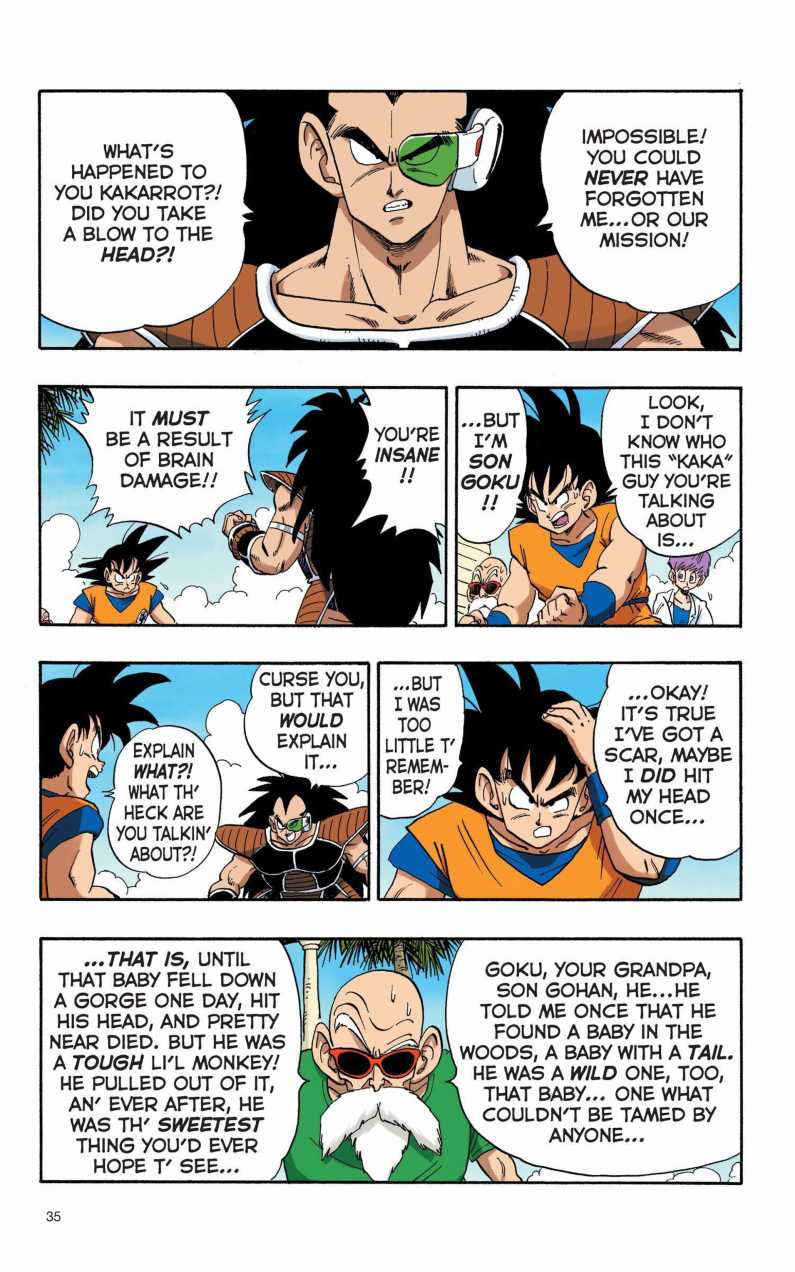 IMPOSSIBLE!
YOU COULD
NEVER HAVE
FORGOTTEN
ME...OR OUR
MISSION!
WHAT'S
HAPPENED TO
YOU KAKARROT?!
DID YOU TAKE
A BLOW TO THE
HEAD?!
LOOK,
I DON'T
KNOW WHO
THIS "KAKA"
GUY YOU'RE
TALKING
ABOUT
IS...
...BUT
I'M
SON
GOKU
!!
YOU'RE
INSANE
!!
IT MUST
BE A RESULT
OF BRAIN
DAMAGE!!
...OKAY!
IT'S TRUE
I'VE GOT A
SCAR, MAYBE
I DID HIT
MY HEAD
ONCE...
...BUT
I WAS
TOO
LITTLE T'
REMEM-
BER!
CURSE YOU,
BUT THAT
WOULD
EXPLAIN
IT...
EXPLAIN
WHAT?!
WHAT TH'
HECK ARE
YOU TALKIN'
ABOUT?!
GOKU, YOUR GRANDPA,
SON GOHAN, HE...HE
TOLD ME ONCE THAT HE
FOUND A BABY IN THE
WOODS, A BABY WITH A TAIL.
HE WAS A WILD ONE, TOO,
THAT BABY... ONE WHAT
COULDN'T BE TAMED BY
ANYONE...
...THAT IS, UNTIL
THAT BABY FELL DOWN
A GORGE ONE DAY, HIT
HIS HEAD, AND PRETTY
NEAR DIED. BUT HE WAS
A TOUGH LI'L MONKEY!
HE PULLED OUT OF IT,
AN' EVER AFTER, HE
WAS TH' SWEETEST
THING YOU'D EVER
HOPE T' SEE...
35